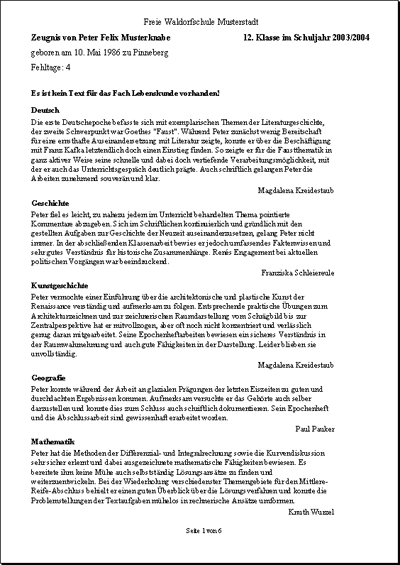 Freie Waldorfschule Musterstadt
Zeugnis von Peter Felix Musterknabe 12. Klasse im Schuljahr 2003/2004
geboren am 10. Mai 1986 zu Pinneberg
Fehltage: 4
Es ist kein Text für das Fach Lebenskunde vorhanden!
Deutsch
Die erste Deutschepoche befasste sich mit exemplarischen Themen der Literaturgeschichte,
der zweite Schwerpunkt war Goethes "Faust". Während Peter zunächst wenig Bereitschaft
für eine ernsthafte Auseinandersetzung mit Literatur zeigte, konnte er über die Beschäftigung
mit Franz Kafka letztendlich doch einen Einstieg finden. So zeigte er für die Faustthematik in
ganz aktiver Weise seine schnelle und dabei doch vertiefende Verarbeitungsmöglichkeit, mit
der er auch das Unterrichtsgespräch deutlich prägte. Auch schriftlich gelangen Peter die
Arbeiten zunehmend souverän und klar.
Magdalena Kreidestaub
Geschichte
Peter fiel es leicht, zu nahezu jedem im Unterricht behandelten Thema pointierte
Kommentare abzugeben. Sich im Schriftlichen kontinuierlich und gründlich mit den
gestellten Aufgaben zur Geschichte der Neuzeit auseinanderzusetzen, gelang Peter nicht
immer. In der abschließenden Klassenarbeit bewies er jedoch umfassendes Faktenwissen und
sehr gutes Verständnis für historische Zusammenhänge. Renis Engagement bei aktuellen
politischen Vorgängen war beeindruckend.
Franziska Schleiereule
Kunstgeschichte
Peter vermochte einer Einführung über die architektonische und plastische Kunst der
Renaissance verständig und aufmerksam zu folgen. Entsprechende praktische Übungen zum
Architekturzeichnen und zur zeichnerischen Raumdarstellung vom Schrägbild bis zur
Zentralperspektive hat er mitvollzogen, aber oft noch nicht konzentriert und verlässlich
genug daran mitgearbeitet. Seine Epochenheftarbeiten bewiesen ein sicheres Verständnis in
der Raumwahrnehmung und auch gute Fähigkeiten in der Darstellung. Leider blieben sie
unvollständig.
Magdalena Kreidestaub
Geografie
Peter konnte während der Arbeit an glazialen Prägungen der letzten Eiszeiten zu guten und
durchdachten Ergebnissen kommen. Aufmerksam versuchte er das Gehörte auch selber
darzustellen und konnte dies zum Schluss auch schriftlich dokumentieren. Sein Epochenheft
und die Abschlussarbeit sind gewissenhaft erarbeitet worden.
Paul Pauker
Mathematik
Peter hat die Methoden der Differenzial- und Integralrechnung sowie die Kurvendiskussion
sehr sicher erlernt und dabei ausgezeichnete mathematische Fähigkeiten bewiesen. Es
bereitete ihm keine Mühe auch selbstständig Lösungsansätze zu finden und
weiterzuentwickeln. Bei der Wiederholung verschiedenster Themengebiete für den Mittlere-
Reife-Abschluss behielt er einen guten Überblick über die Lösungsverfahren und konnte die
Problemstellungen der Textaufgaben mühelos in rechnerische Ansätze umformen.
Knuth Wurzel
Seite 1 von 6